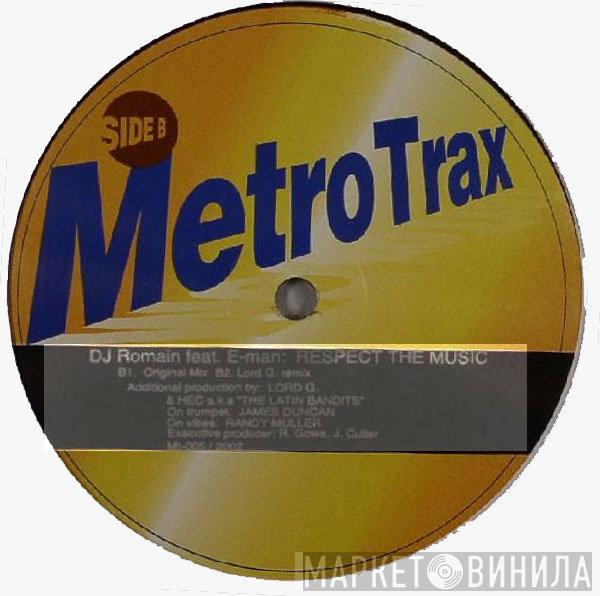 SIDE B
MetroTrax
DJ Romain feat. E-man: RESPECT THE MUSIC
B1. Original Mix B2. Lord G. remix
Additional production by: LORD G.
& HEC a.k.a "THE LATIN BANDITS"
On trumpet: JAMES DUNCAN
On vibes: RANDY MULLER
Executive producer: R. Gowe, J. Cutler
Mt-005 / 2002
МАРКЕТ ВИНИЛА